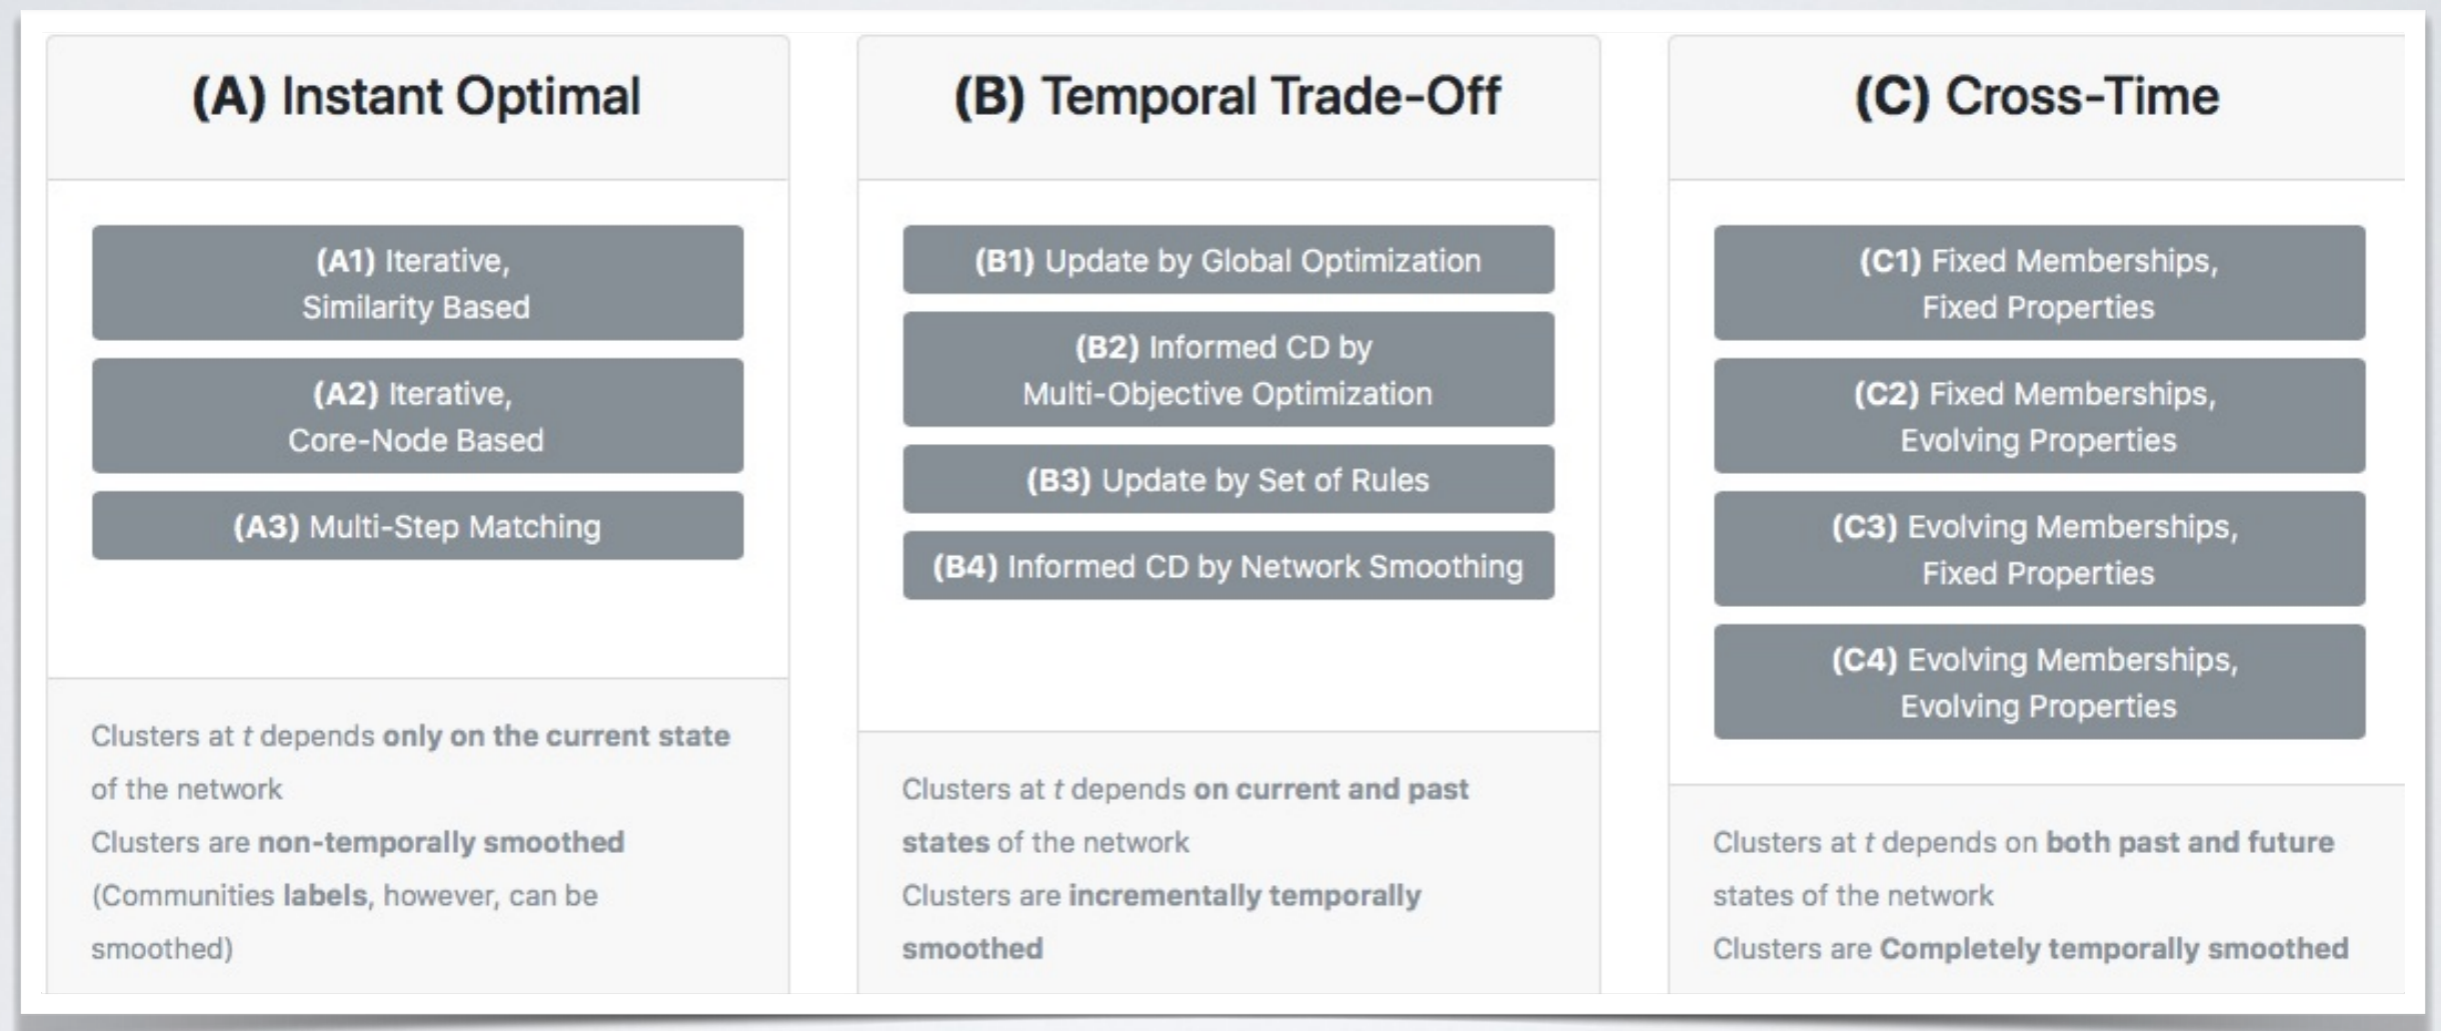 (A) Instant Optimal
(A1) Iterative,
Similarity Based
(A2) Iterative,
Core-Node Based
(A3) Multi-Step Matching
Clusters at t depends only on the current state
of the network
Clusters are non-temporally smoothed
(Communities labels, however, can be
smoothed)
(B) Temporal Trade-Off
(B1) Update by Global Optimization
(B2) Informed CD by
Multi-Objective Optimization
(B3) Update by Set of Rules
(B4) Informed CD by Network Smoothing
Clusters at t depends on current and past
states of the network
Clusters are incrementally temporally
smoothed
(C) Cross-Time
(C1) Fixed Memberships,
Fixed Properties
(C2) Fixed Memberships,
Evolving Properties
(C3) Evolving Memberships,
Fixed Properties
(C4) Evolving Memberships,
Evolving Properties
Clusters at t depends on both past and future
states of the network
Clusters are Completely temporally smoothed